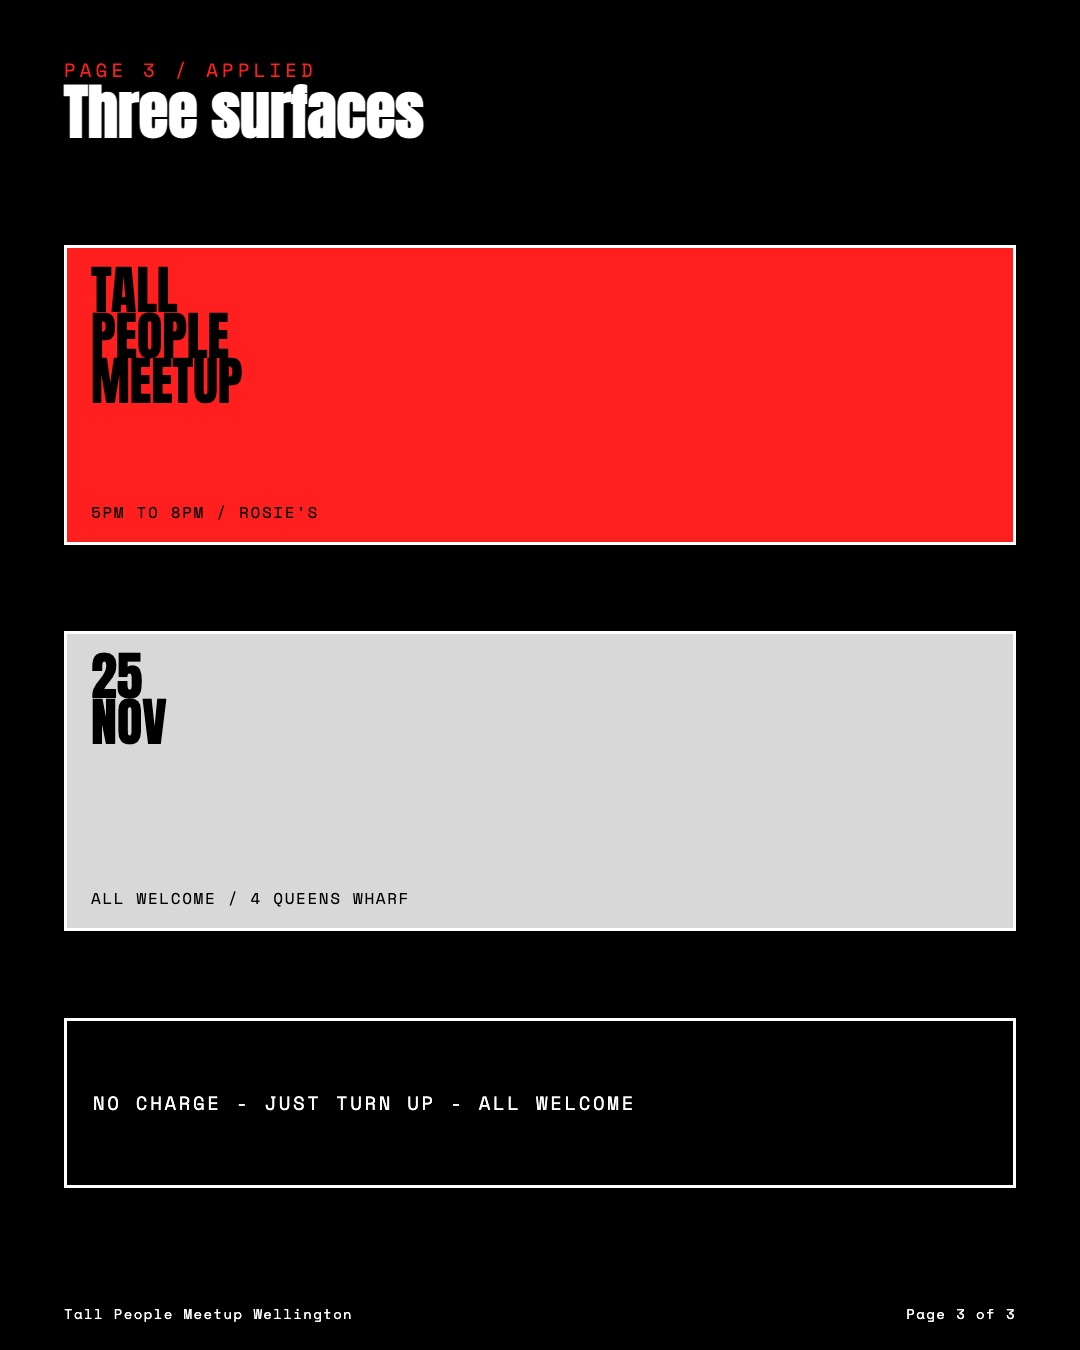 PAGE 3 / APPLIED
Three surfaces
TALL
PEOPLE
MEETUP
5PM TO 8PM / ROSIE’S
25
NOV
ALL WELCOME / 4 QUEENS WHARF
NO CHARGE - JUST TURN UP - ALL WELCOME
Tall People Meetup Wellington
Page 3 of 3